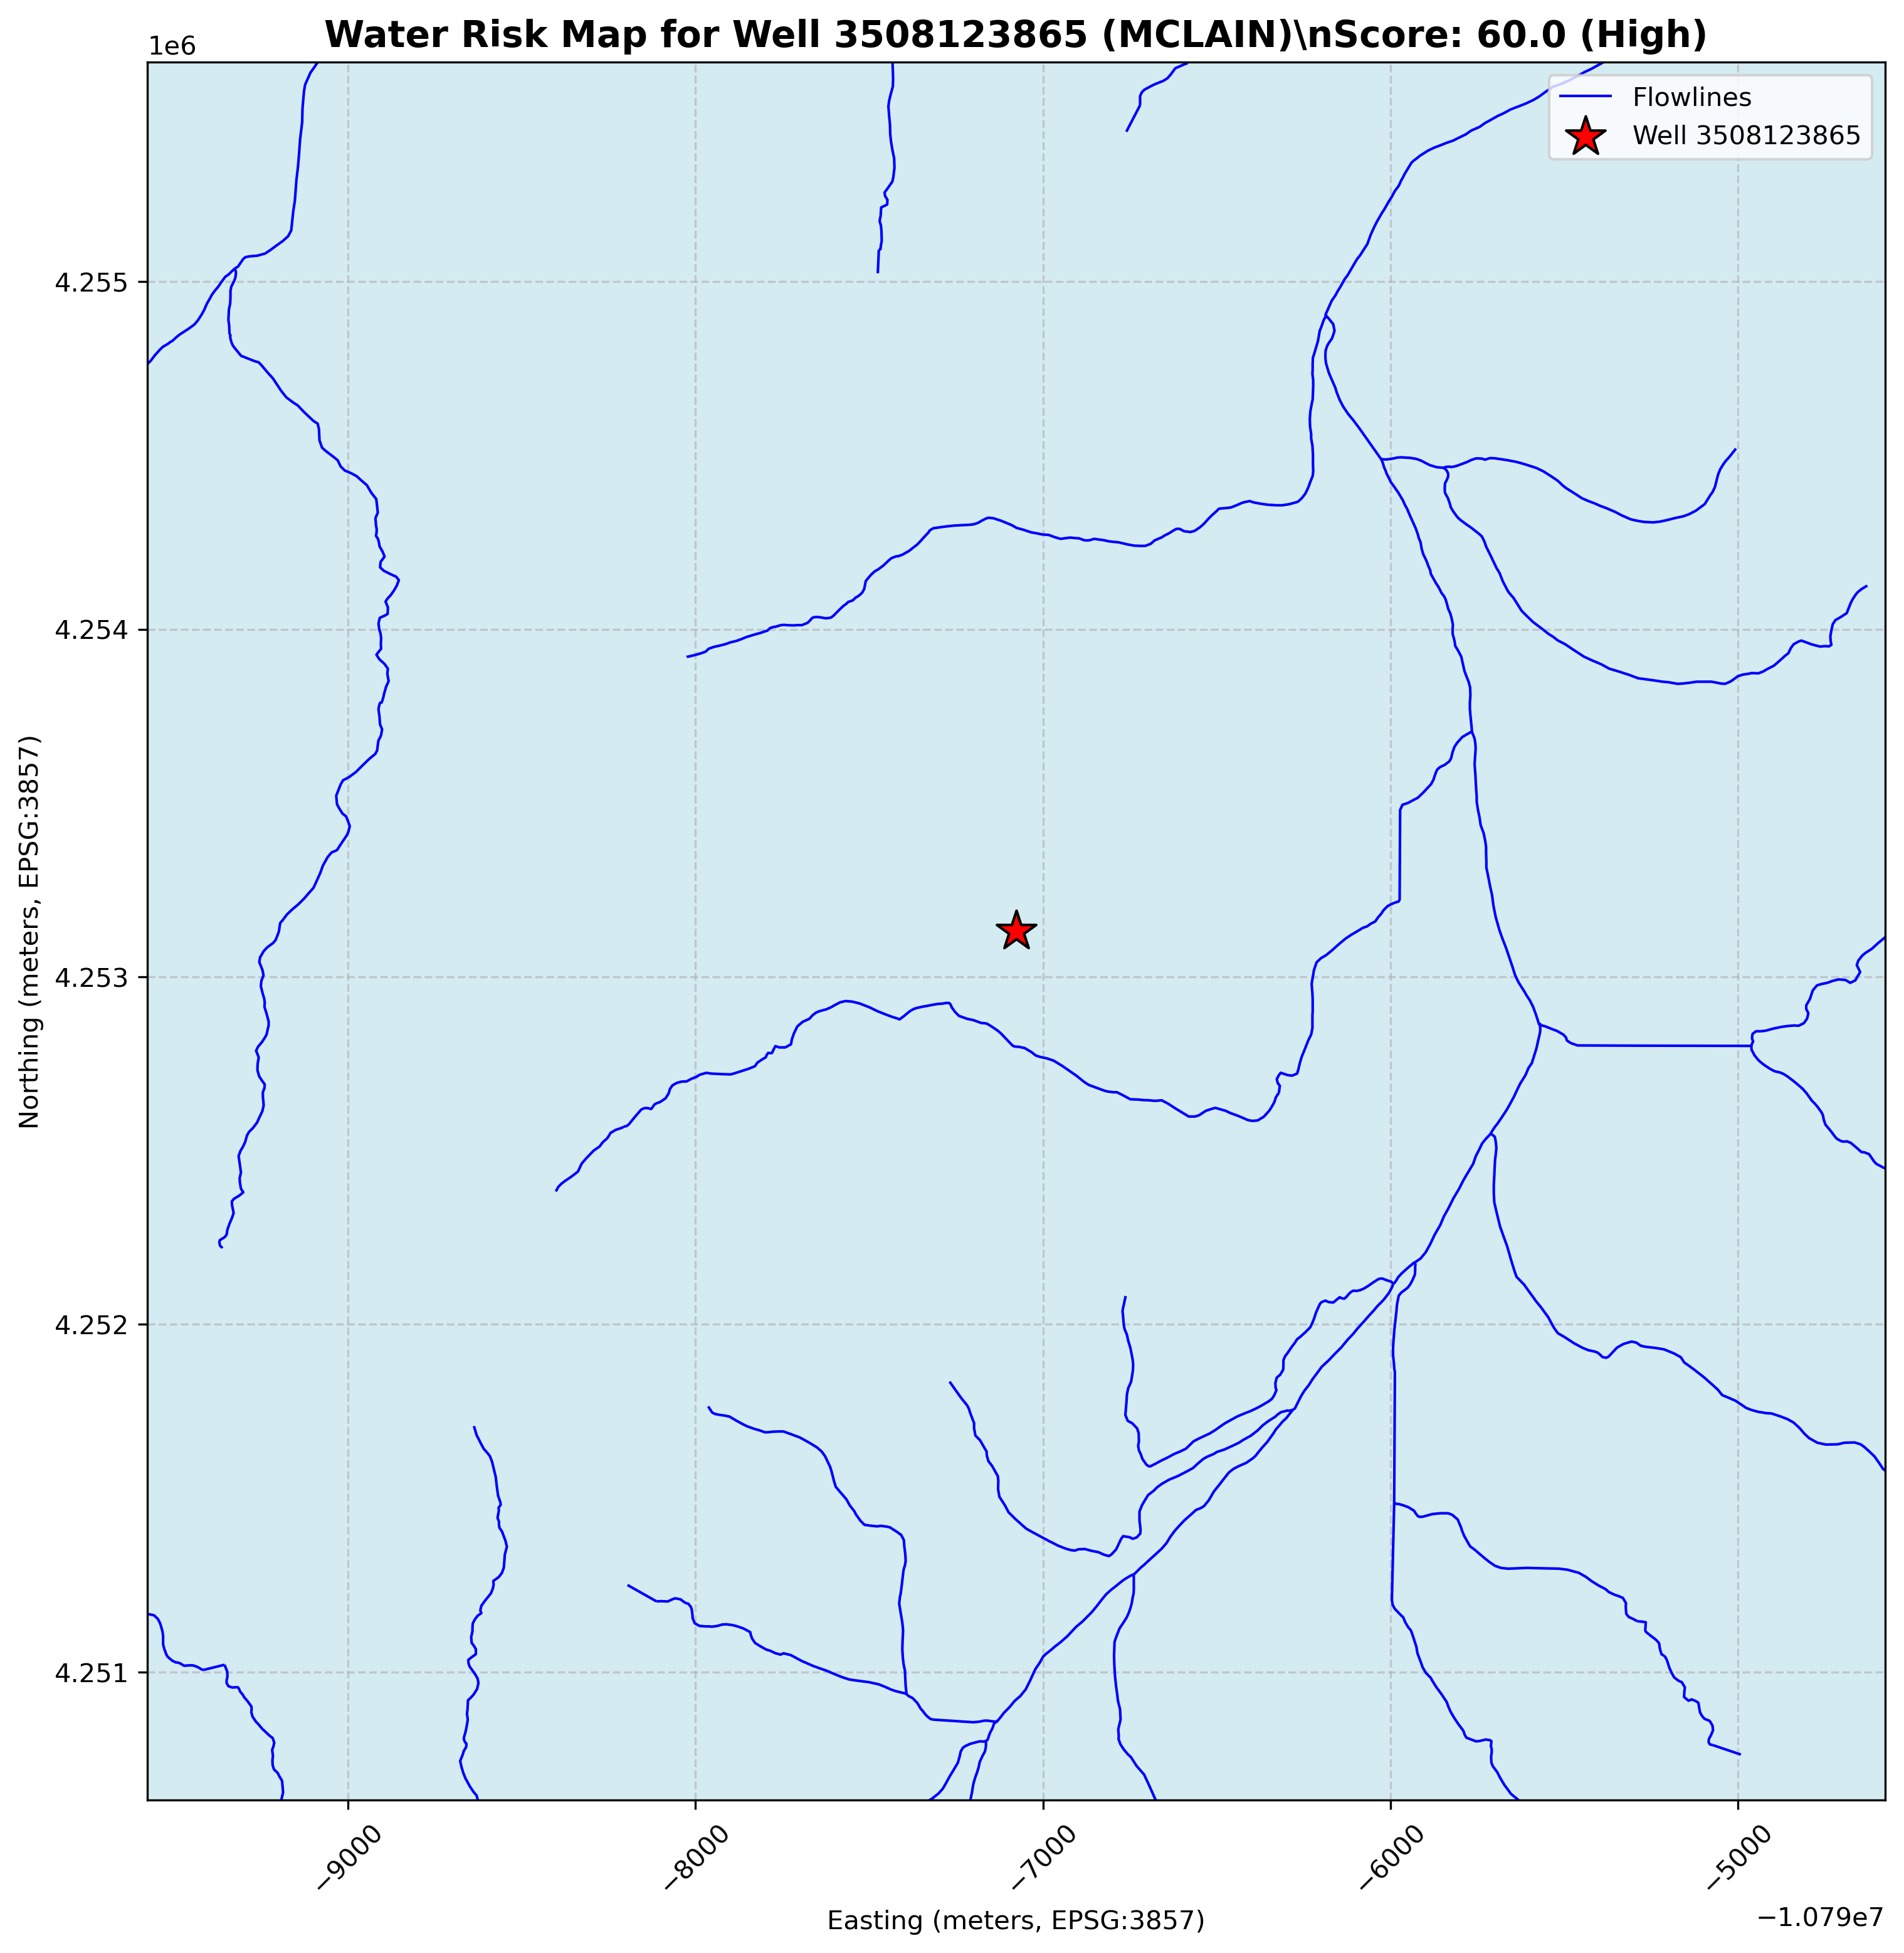 Water Risk Map for Well 3508123865 (MCLAIN)\nScore: 60.0 (High)
1e6
Flowlines
Well 3508123865
4.255
4.254
4.253
4.252
4.251
Northing (meters, EPSG:3857)
−9000
−8000
−7000
−6000
−5000
Easting (meters, EPSG:3857)
−1.079e7